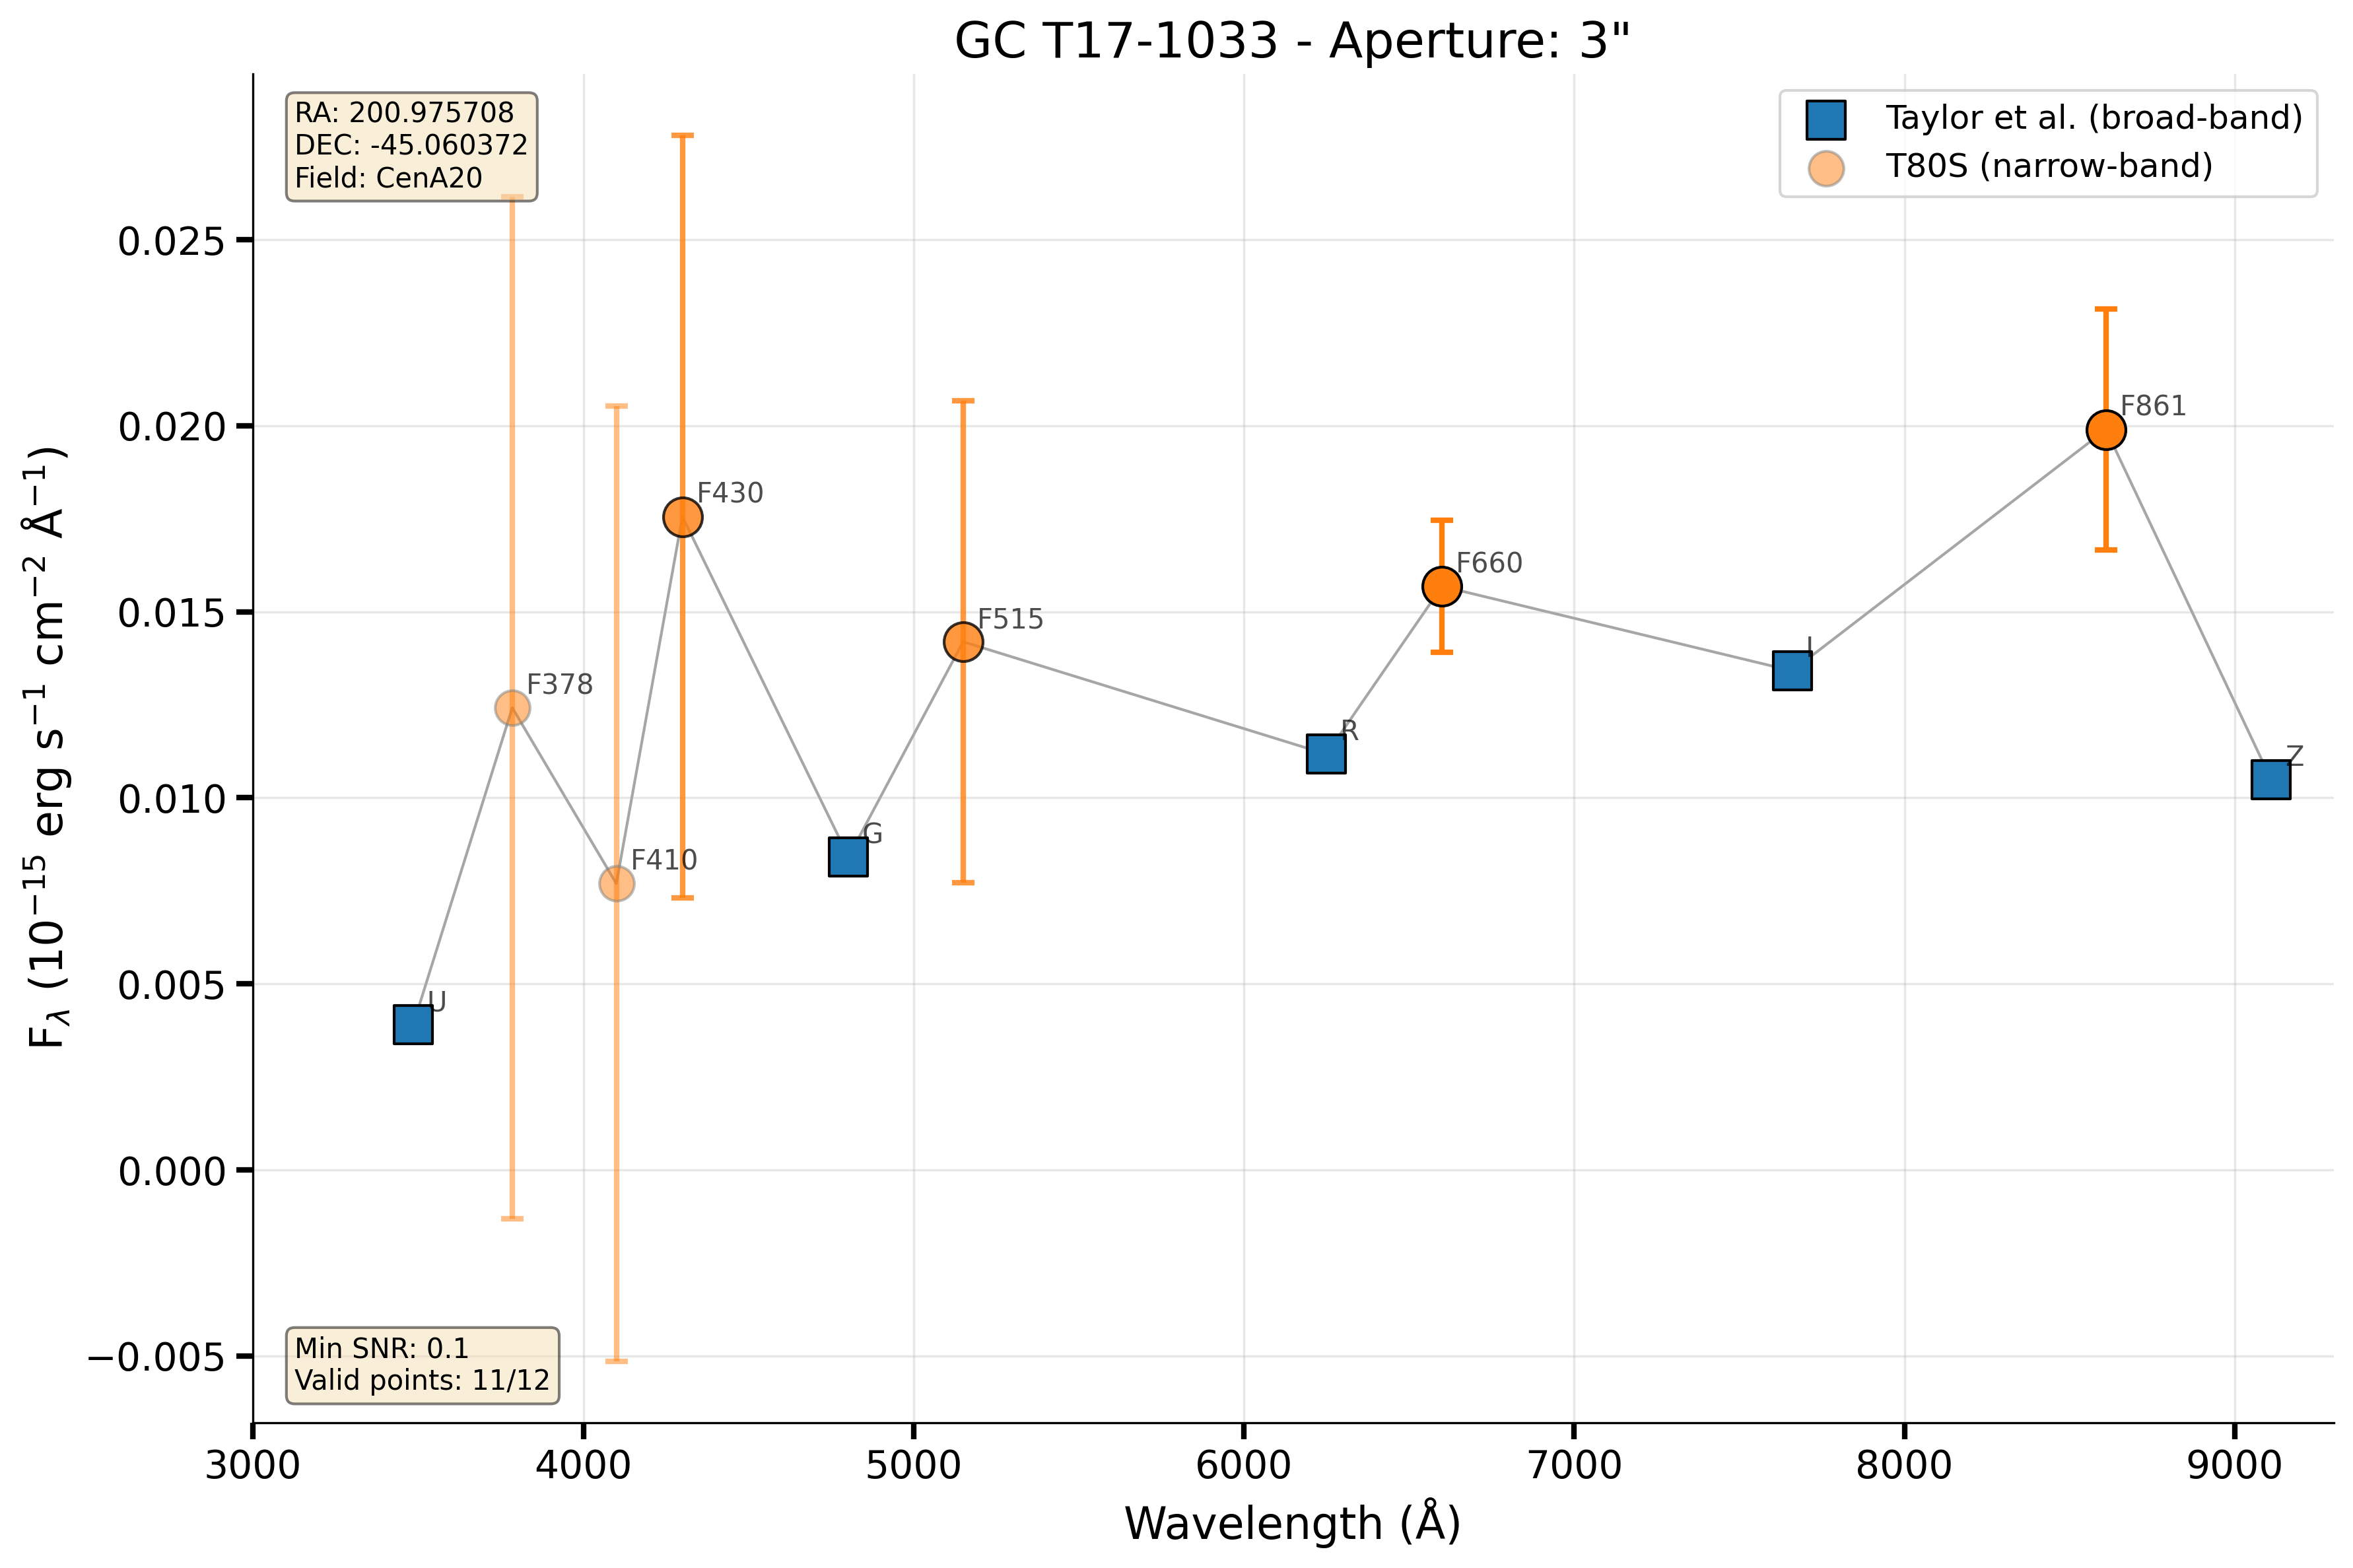 GC T17-1033 - Aperture: 3"
RA: 200.975708
DEC: -45.060372
Field: CenA20
Taylor et al. (broad-band)
T80S (narrow-band)
F861
F430
F660
F515
F378
I
R
Z
G
F410
U
0.025
0.020
0.015
0.010
0.005
0.000
−0.005
F_λ (10⁻¹⁵ erg s⁻¹ cm⁻² Å⁻¹)
Min SNR: 0.1
Valid points: 11/12
3000 4000 5000 6000 7000 8000 9000
Wavelength (Å)